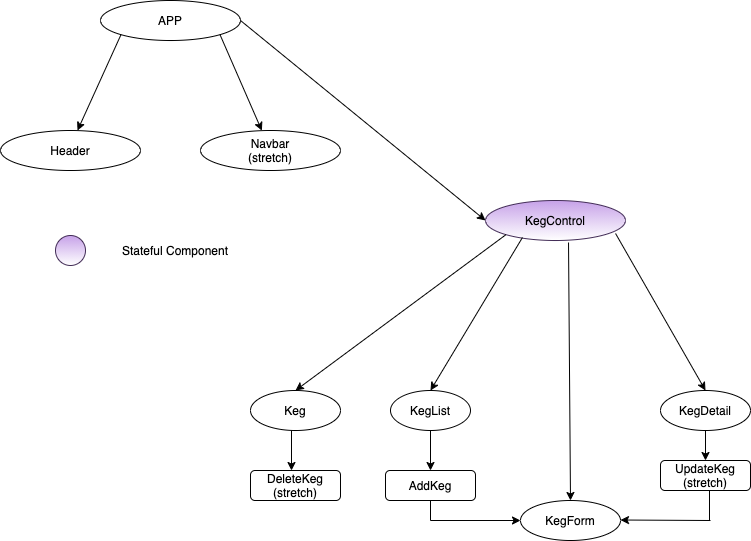 APP
Header
Navbar
(stretch)
KegControl
Stateful Component
Keg
KegList
KegDetail
DeleteKeg
(stretch)
AddKeg
UpdateKeg
(stretch)
KegForm